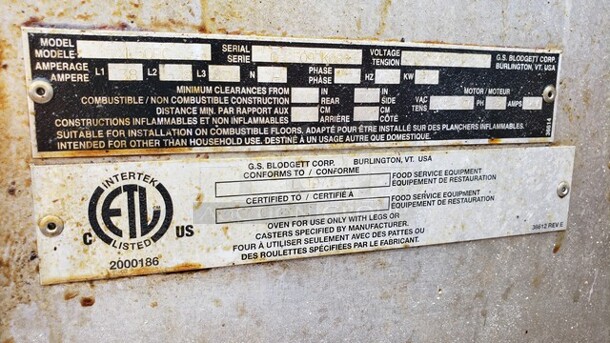 MODEL SERIAL VOLTAGE G.S. BLODGETT CORP.
MODELE SERIE TENSION BURLINGTON, VT. USA
AMPERAGE L1 L2 L3 N PHASE HZ KW
AMPERE PHASE
MINIMUM CLEARANCES FROM IN IN MOTOR / MOTEUR
COMBUSTIBLE / NON COMBUSTIBLE CONSTRUCTION REAR SIDE VAC PH AMPS
DISTANCE MIN. PAR RAPPORT AUX CM CM TENS
CONSTRUCTIONS INFLAMMABLES ET NON INFLAMMABLES ARRIÈRE CÔTÉ
SUITABLE FOR INSTALLATION ON COMBUSTIBLE FLOORS. ADAPTÉ POUR ÊTRE INSTALLÉ SUR DES PLANCHERS INFLAMMABLES.
INTENDED FOR OTHER THAN HOUSEHOLD USE. DESTINÉ À UN USAGE AUTRE QUE DOMESTIQUE.
36614
G.S. BLODGETT CORP. BURLINGTON, VT. USA
CONFORMS TO / CONFORME
FOOD SERVICE EQUIPMENT
EQUIPEMENT DE RESTAURATION
CERTIFIED TO / CERTIFIÉ A
FOOD SERVICE EQUIPMENT
EQUIPEMENT DE RESTAURATION
OVEN FOR USE ONLY WITH LEGS OR
CASTERS SPECIFIED BY MANUFACTURER.
FOUR À UTILISER SEULEMENT AVEC DES PATTES OU
DES ROULETTES SPÉCIFIÉES PAR LE FABRICANT.
36612 REV E
INTERTEK
ETL
LISTED
C US
2000186